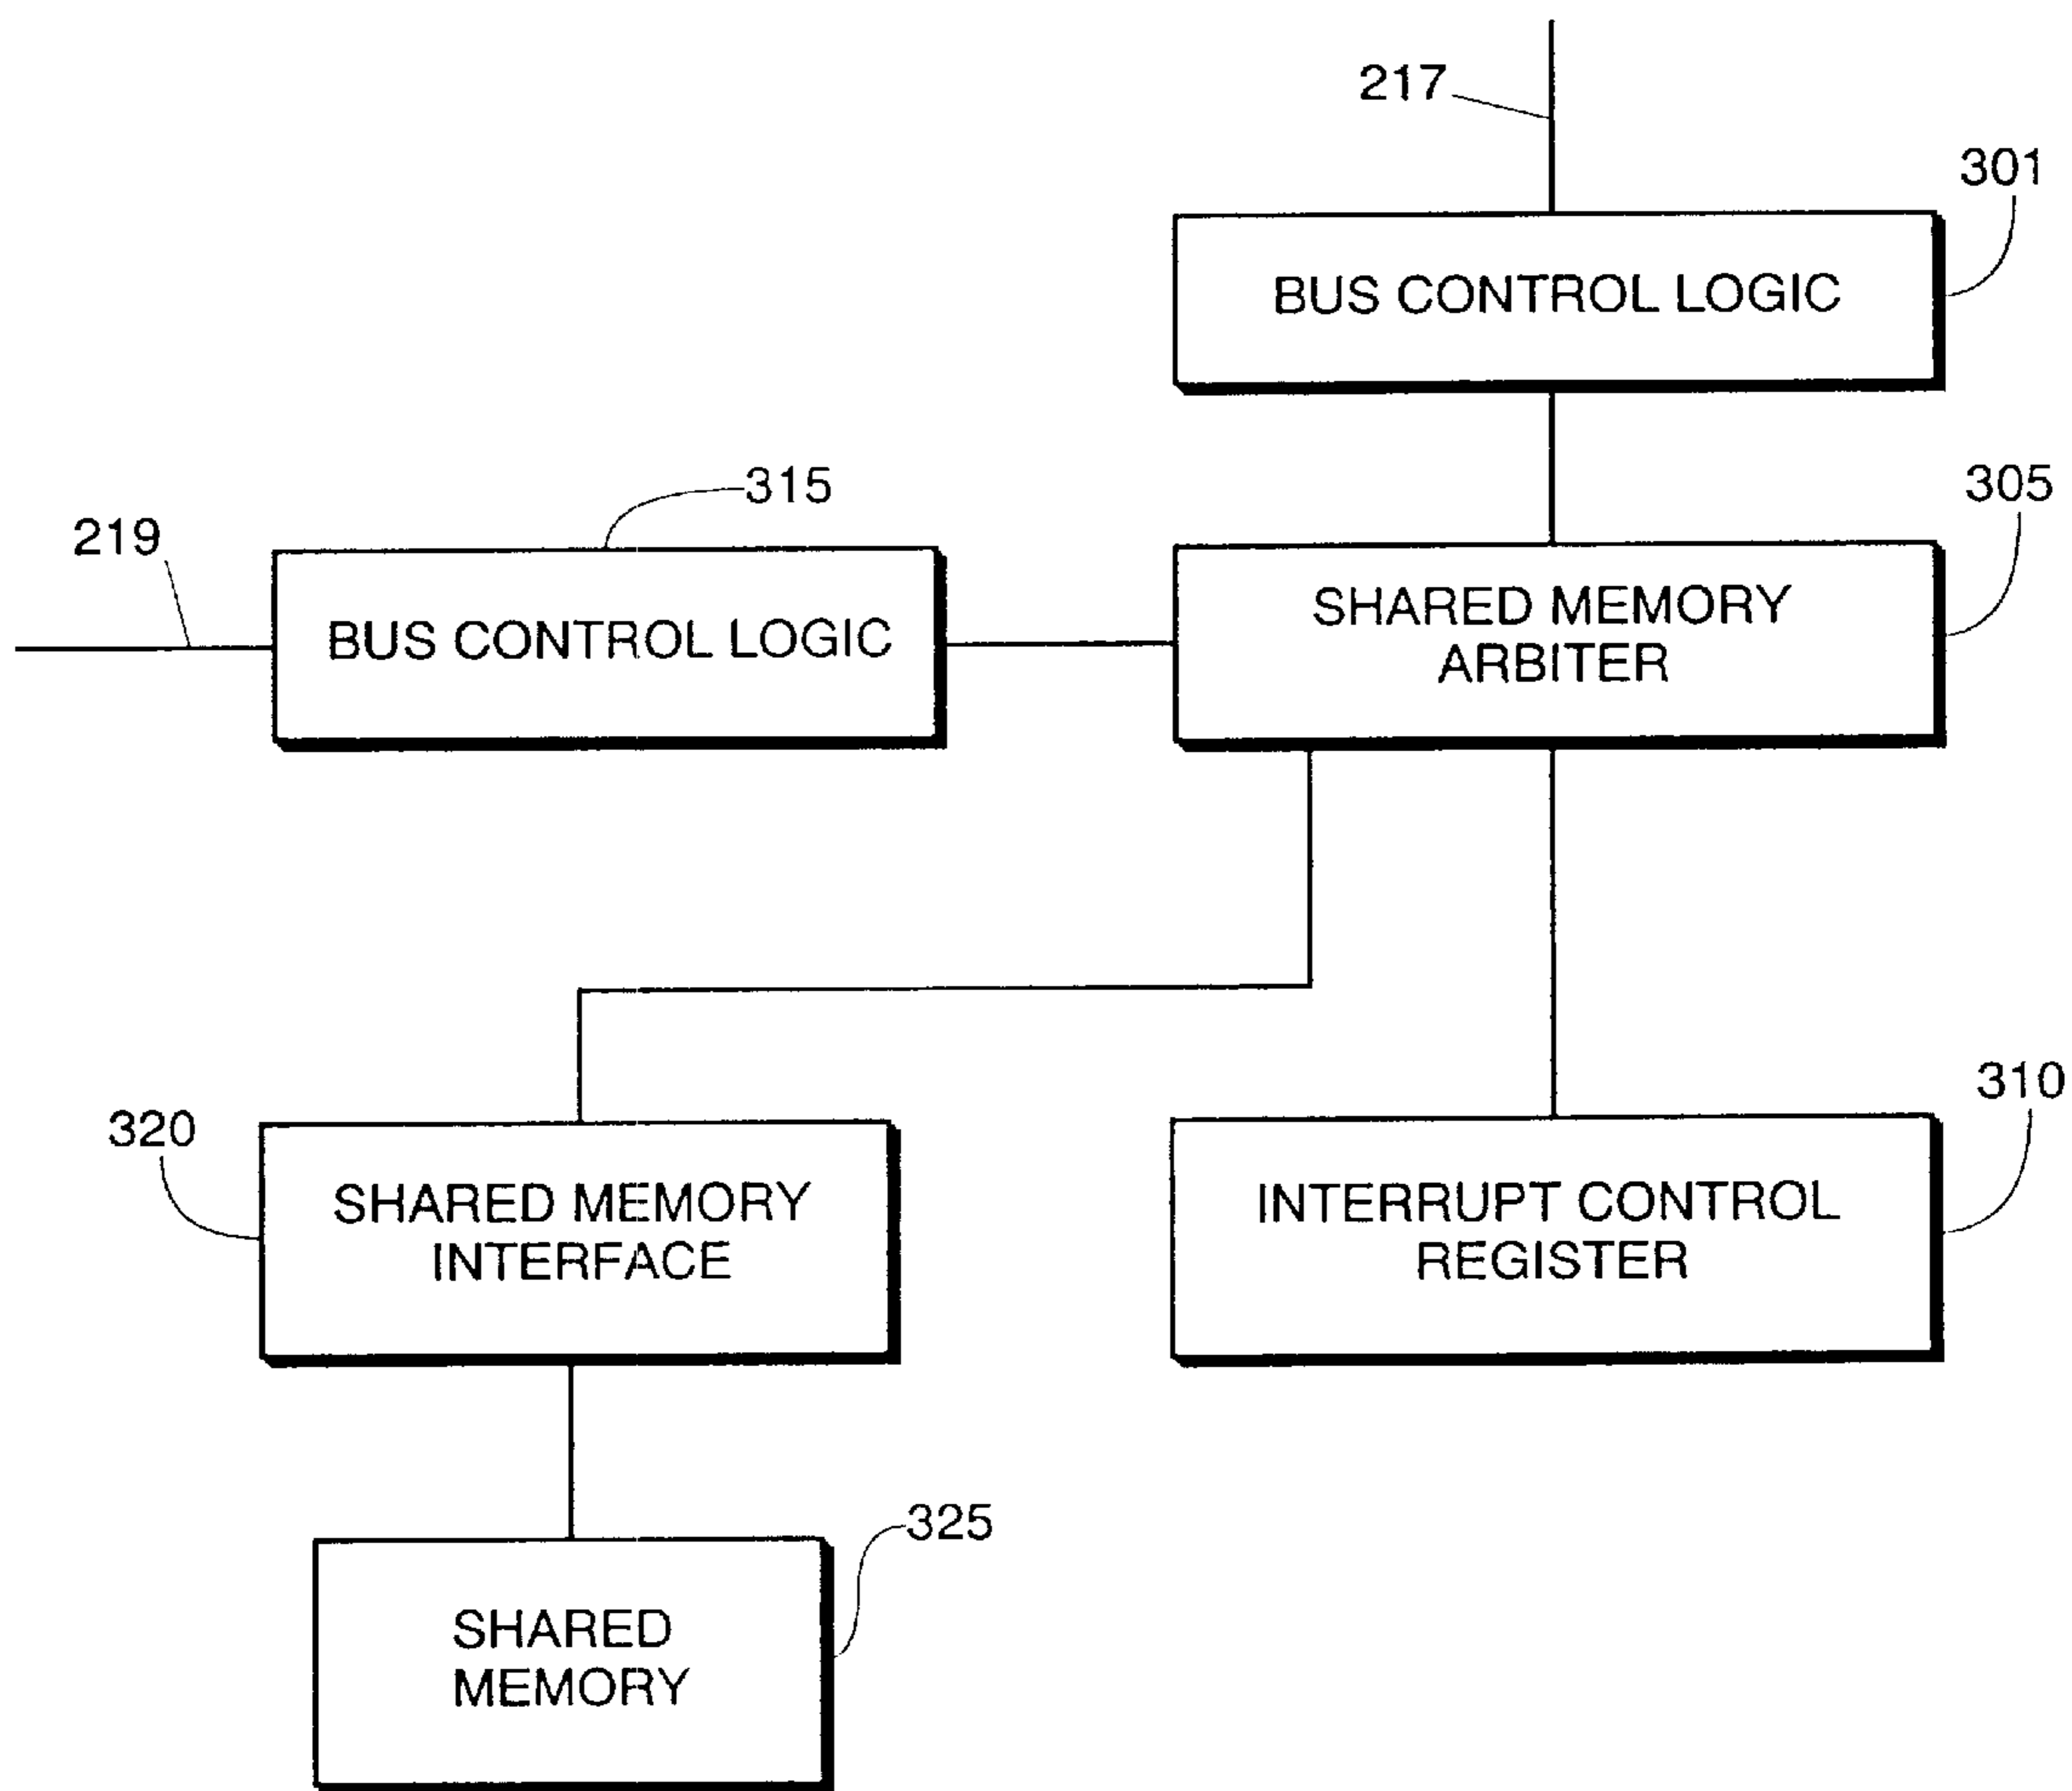 217
301
BUS CONTROL LOGIC
315
305
219
BUS CONTROL LOGIC
SHARED MEMORY
ARBITER
320
310
SHARED MEMORY
INTERFACE
INTERRUPT CONTROL
REGISTER
325
SHARED
MEMORY